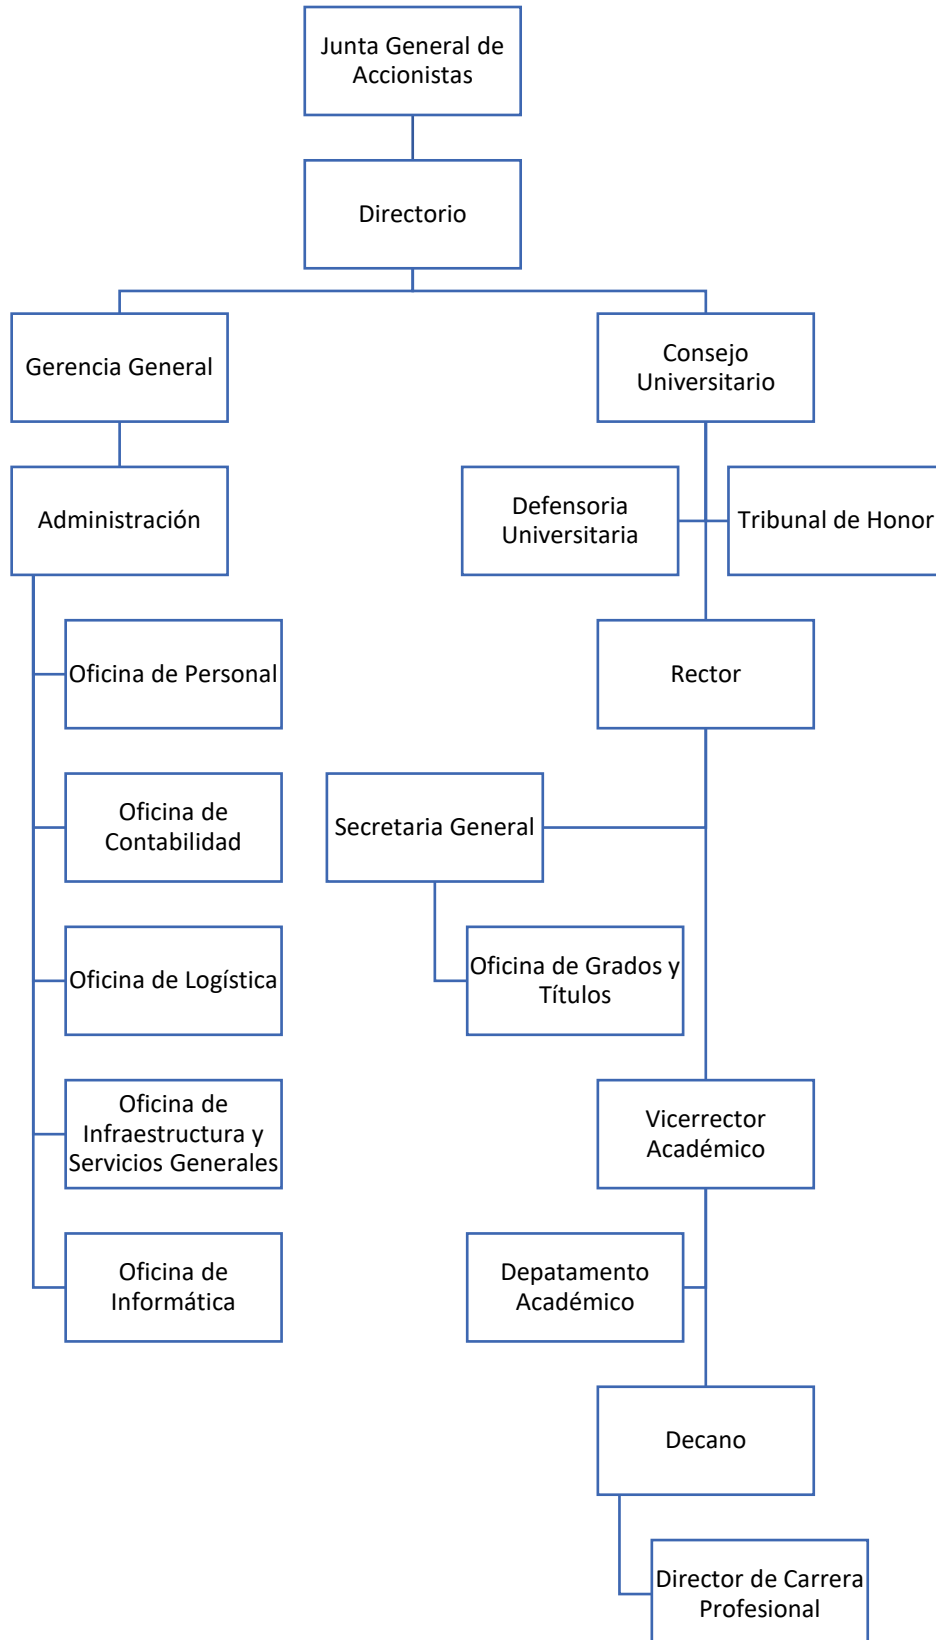 Junta General de
Accionistas
Directorio
Gerencia General
Consejo
Universitario
Administración
Defensoria
Universitaria
Tribunal de Honor
Oficina de Personal
Rector
Oficina de
Contabilidad
Secretaria General
Oficina de Logística
Oficina de Grados y
Títulos
Oficina de
Infraestructura y
Servicios Generales
Vicerrector
Académico
Oficina de
Informática
Depatamento
Académico
Decano
Director de Carrera
Profesional